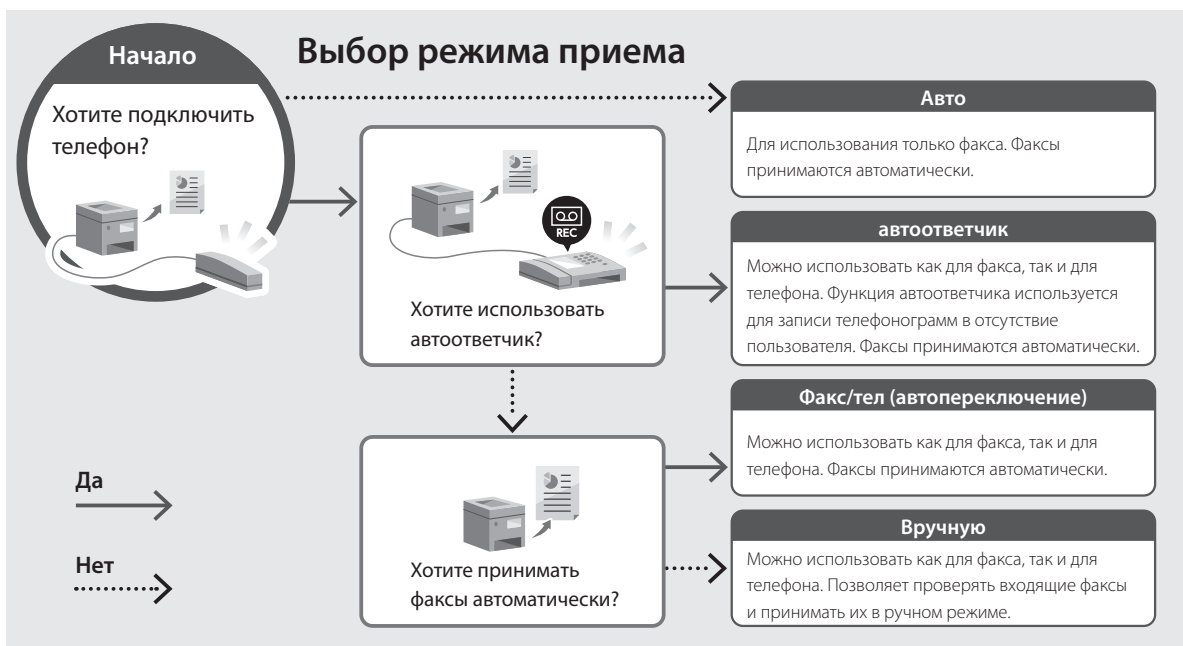 Выбор режима приема
Начало
Хотите подключить
телефон?
REC
Хотите использовать
автоответчик?
Хотите принимать
факсы автоматически?
Авто
Для использования только факса. Факсы
принимаются автоматически.
автоответчик
Можно использовать как для факса, так и для
телефона. Функция автоответчика используется
для записи телефонограмм в отсутствие
пользователя. Факсы принимаются автоматически.
Факс/тел (автопереключение)
Можно использовать как для факса, так и для
телефона. Факсы принимаются автоматически.
Вручную
Можно использовать как для факса, так и для
телефона. Позволяет проверять входящие факсы
и принимать их в ручном режиме.
Да
Нет